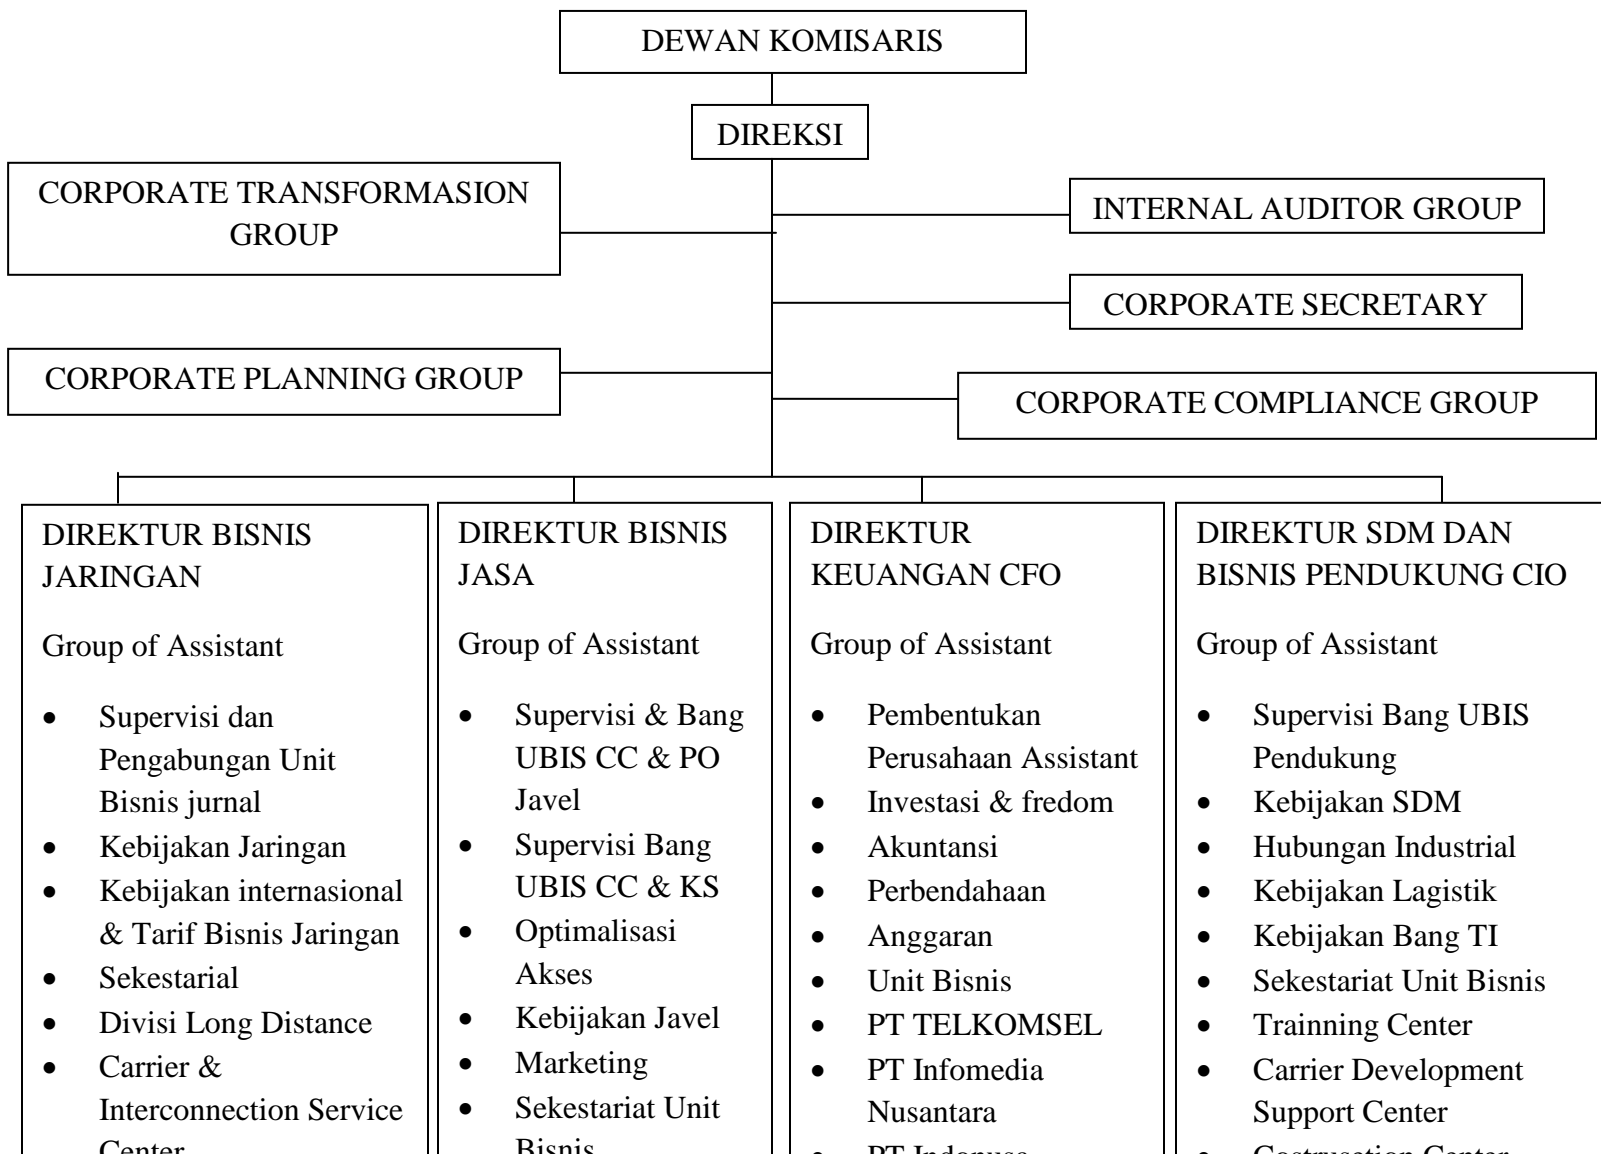 DEWAN KOMISARIS
DIREKSI
CORPORATE TRANSFORMASION
GROUP
INTERNAL AUDITOR GROUP
CORPORATE SECRETARY
CORPORATE PLANNING GROUP
CORPORATE COMPLIANCE GROUP
DIREKTUR BISNIS
JARINGAN
Group of Assistant
• Supervisi dan
Pengabungan Unit
Bisnis jurnal
• Kebijakan Jaringan
• Kebijakan internasional
& Tarif Bisnis Jaringan
• Sekestarial
• Divisi Long Distance
• Carrier &
Interconnection Service
Center
DIREKTUR BISNIS
JASA
Group of Assistant
• Supervisi & Bang
UBIS CC & PO
Javel
• Supervisi Bang
UBIS CC & KS
• Optimalisasi
Akses
• Kebijakan Javel
• Marketing
• Sekestariat Unit
Bisnis
DIREKTUR
KEUANGAN CFO
Group of Assistant
• Pembentukan
Perusahaan Assistant
• Investasi & fredom
• Akuntansi
• Perbendahaan
• Anggaran
• Unit Bisnis
• PT TELKOMSEL
• PT Infomedia
Nusantara
• PT Indonusa
DIREKTUR SDM DAN
BISNIS PENDUKUNG CIO
Group of Assistant
• Supervisi Bang UBIS
Pendukung
• Kebijakan SDM
• Hubungan Industrial
• Kebijakan Lagistik
• Kebijakan Bang TI
• Sekestariat Unit Bisnis
• Trainning Center
• Carrier Development
Support Center
• Costrusction Center